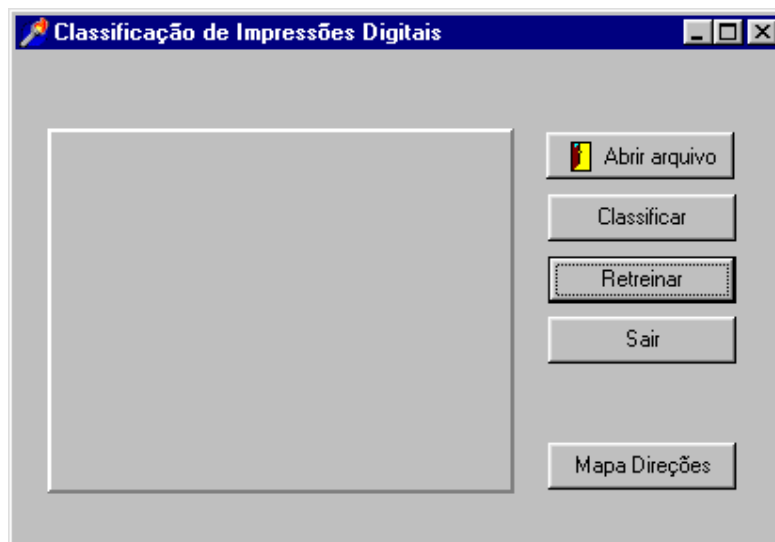 Classificação de Impressões Digitais
Abrir arquivo
Classificar
Retreinar
Sair
Mapa Direções